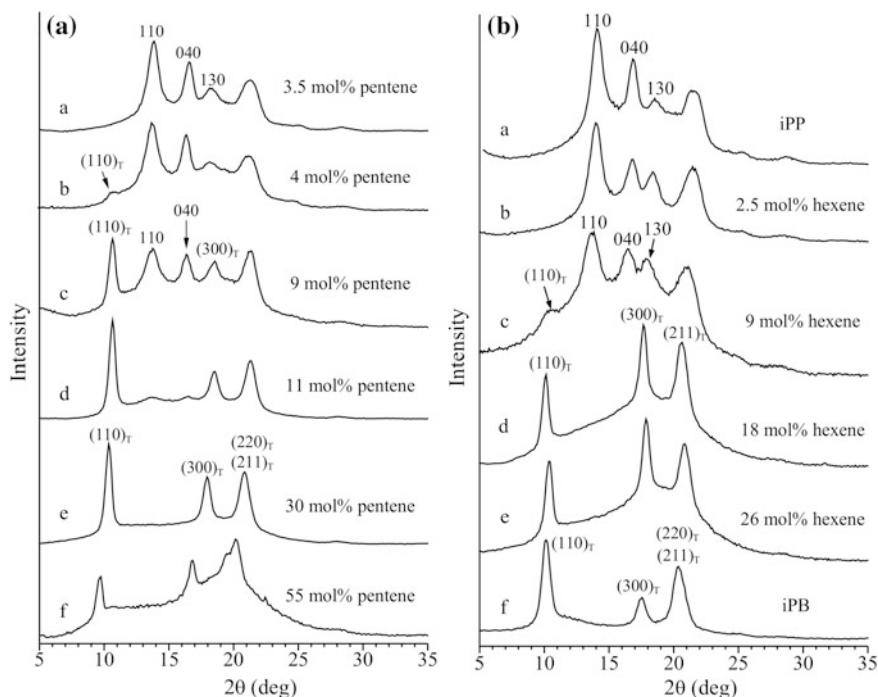 (a)
110
040
130
a
3.5 mol% pentene
(110)T
b
4 mol% pentene
(110)T
110
040
(300)T
c
9 mol% pentene
d
11 mol% pentene
(110)T
(300)T
(220)T
(211)T
e
30 mol% pentene
f
55 mol% pentene
5
10
15
20
25
30
35
2θ (deg)
Intensity
(b)
110
040
130
a
iPP
b
2.5 mol% hexene
110
040
130
(110)T
c
9 mol% hexene
(110)T
(300)T
(211)T
d
18 mol% hexene
e
26 mol% hexene
(110)T
(300)T
(220)T
(211)T
f
iPB
5
10
15
20
25
30
35
2θ (deg)
Intensity